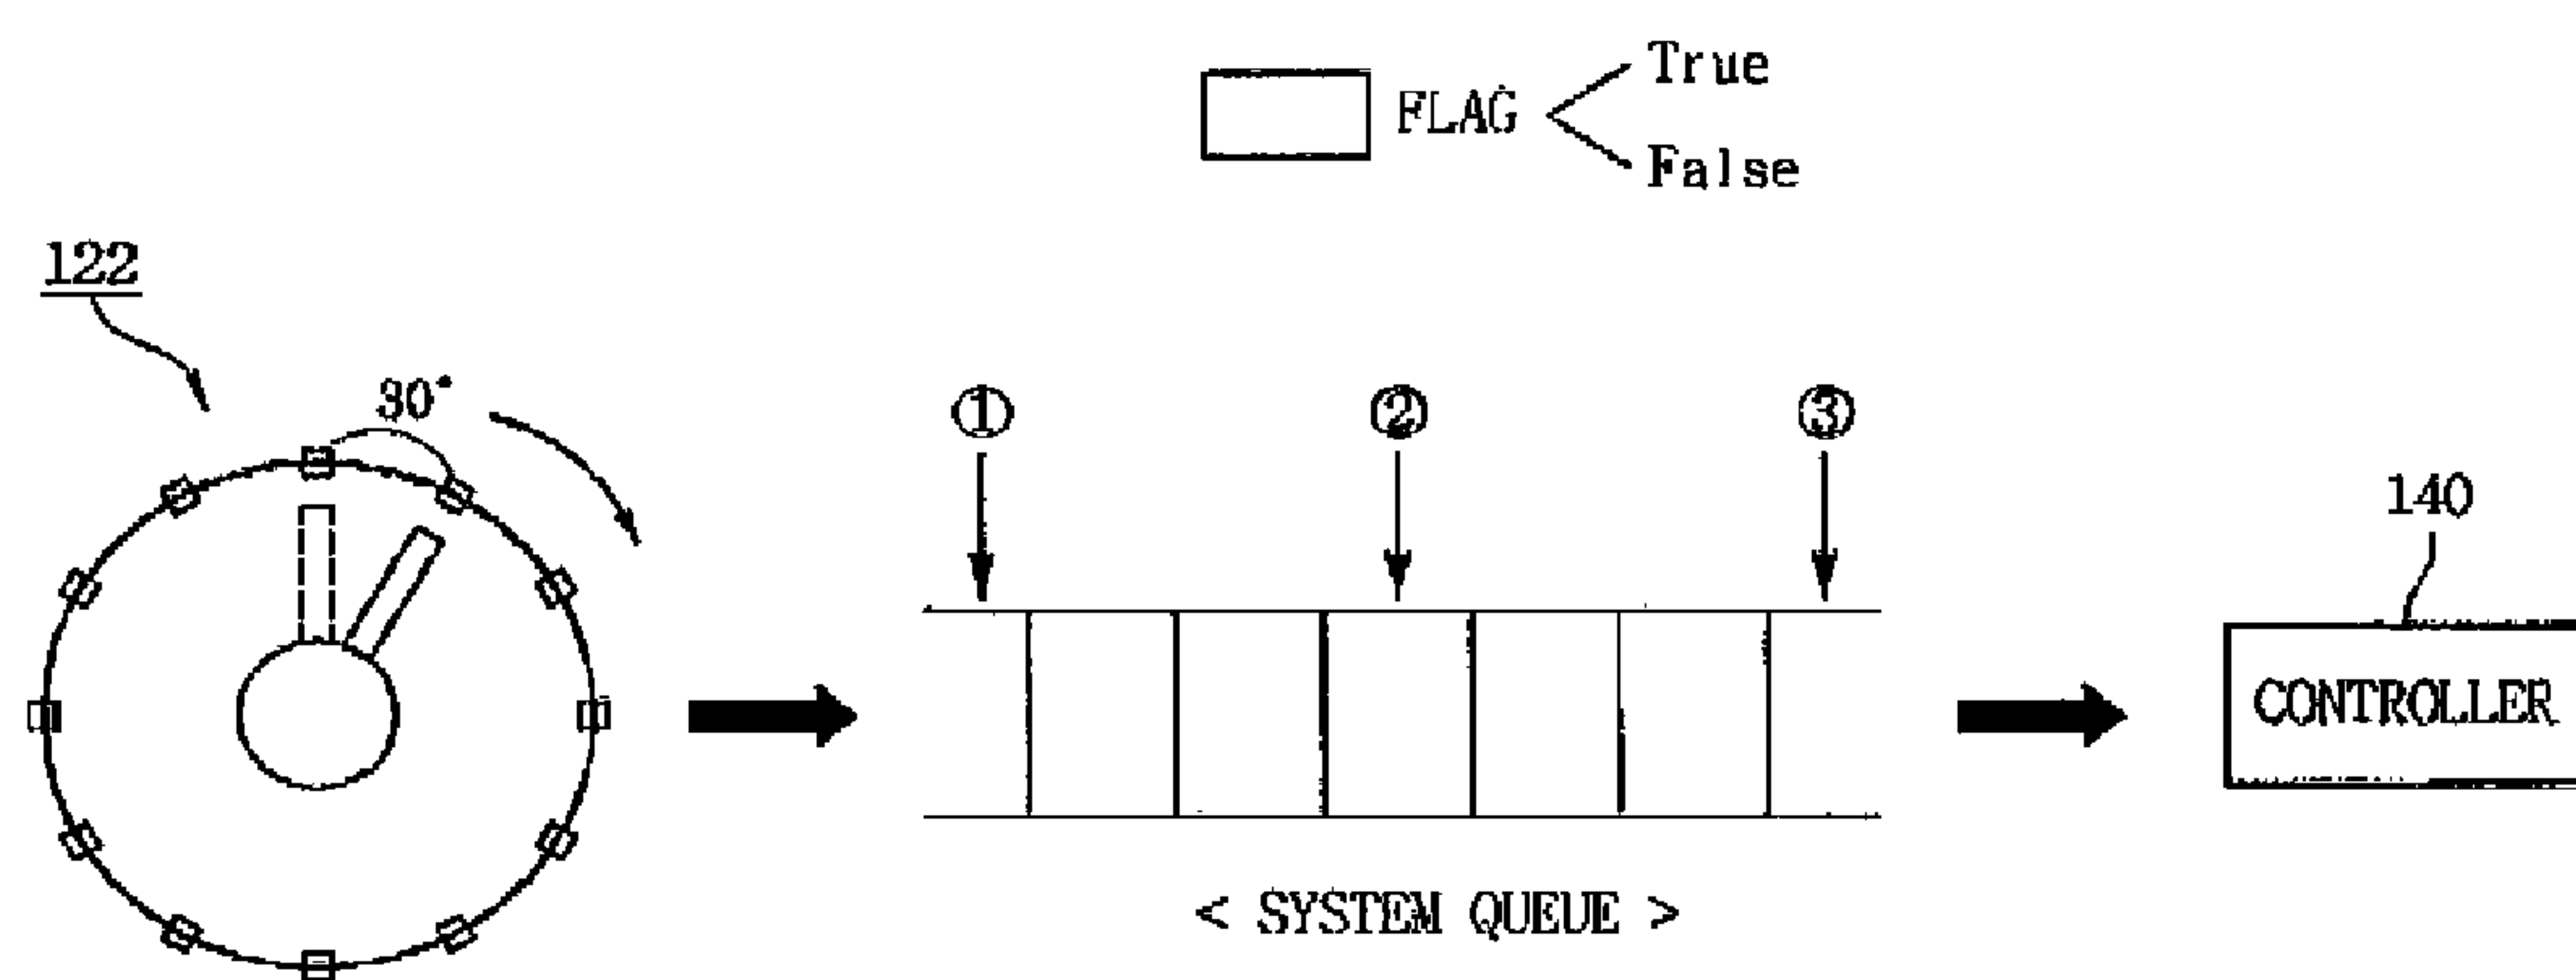 True
FLAG
False
122
30°
① ② ③
140
CONTROLLER
< SYSTEM QUEUE >